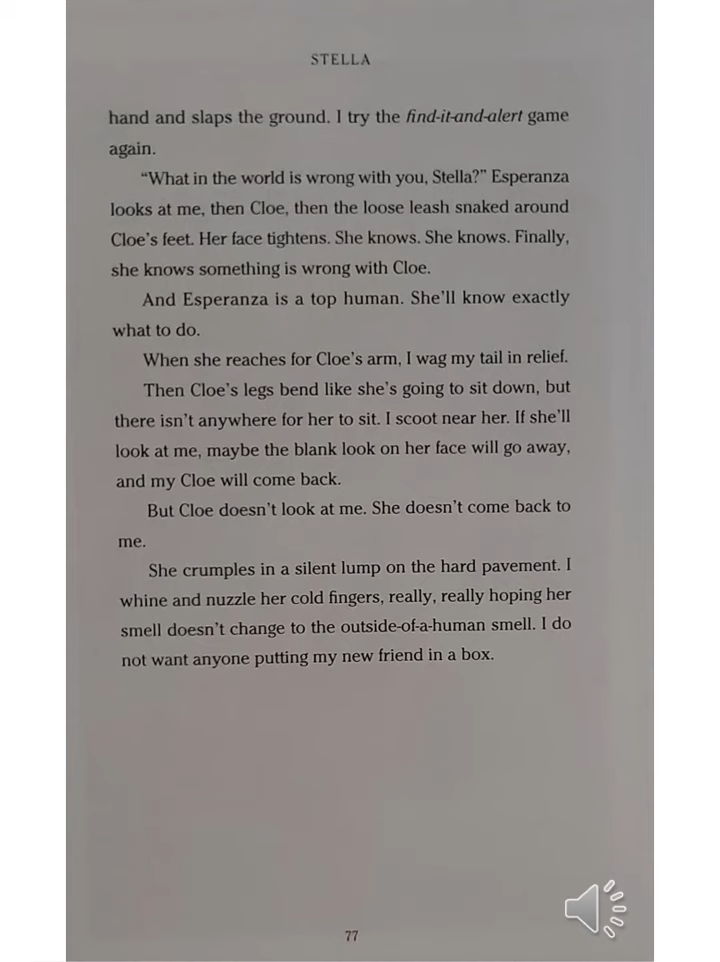 STELLA
hand and slaps the ground. I try the find-it-and-alert game
again.
“What in the world is wrong with you, Stella?” Esperanza
looks at me, then Cloe, then the loose leash snaked around
Cloe’s feet. Her face tightens. She knows. She knows. Finally,
she knows something is wrong with Cloe.
And Esperanza is a top human. She’ll know exactly
what to do.
When she reaches for Cloe’s arm, I wag my tail in relief.
Then Cloe’s legs bend like she’s going to sit down, but
there isn’t anywhere for her to sit. I scoot near her. If she’ll
look at me, maybe the blank look on her face will go away,
and my Cloe will come back.
But Cloe doesn’t look at me. She doesn’t come back to
me.
She crumples in a silent lump on the hard pavement. I
whine and nuzzle her cold fingers, really, really hoping her
smell doesn’t change to the outside-of-a-human smell. I do
not want anyone putting my new friend in a box.
77